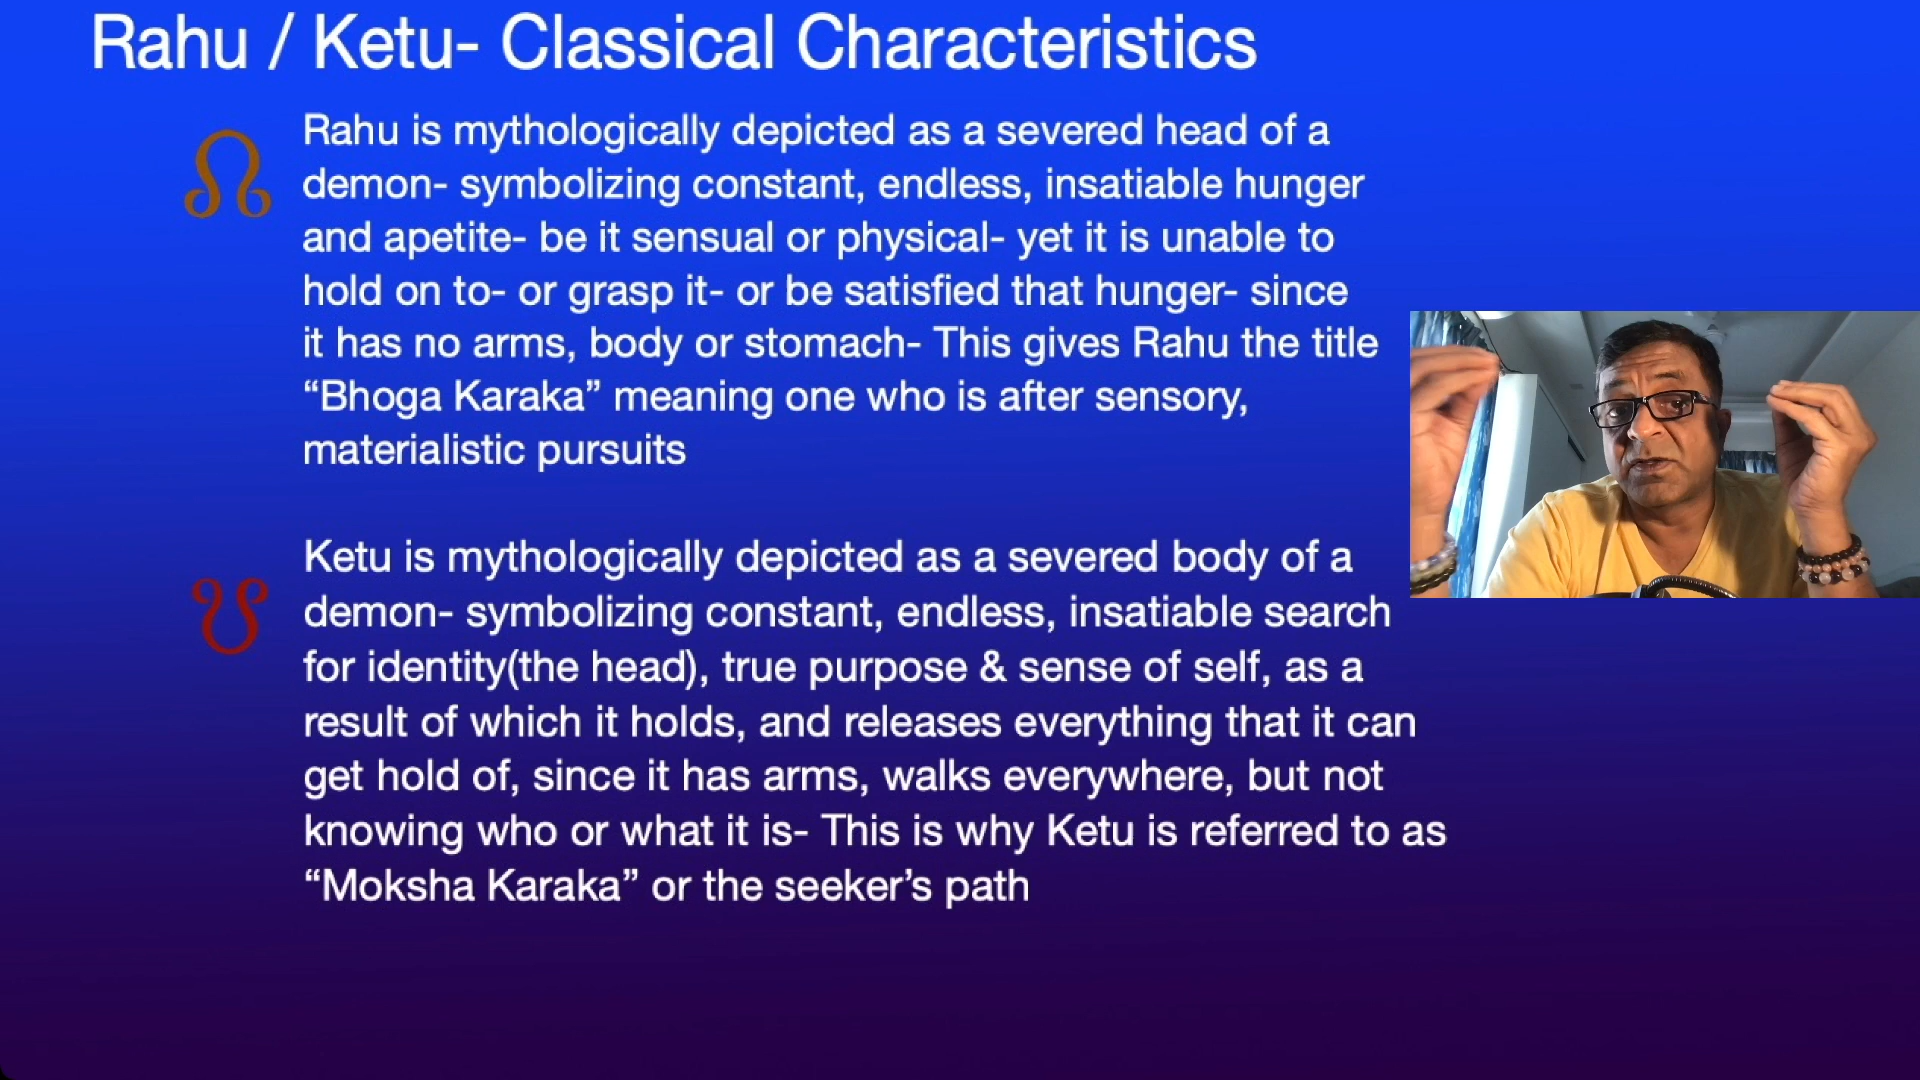 Rahu / Ketu- Classical Characteristics
Rahu is mythologically depicted as a severed head of a
demon- symbolizing constant, endless, insatiable hunger
and apetite- be it sensual or physical- yet it is unable to
hold on to- or grasp it- or be satisfied that hunger- since
it has no arms, body or stomach- This gives Rahu the title
“Bhoga Karaka” meaning one who is after sensory,
materialistic pursuits
Ketu is mythologically depicted as a severed body of a
demon- symbolizing constant, endless, insatiable search
for identity(the head), true purpose & sense of self, as a
result of which it holds, and releases everything that it can
get hold of, since it has arms, walks everywhere, but not
knowing who or what it is- This is why Ketu is referred to as
“Moksha Karaka” or the seeker’s path